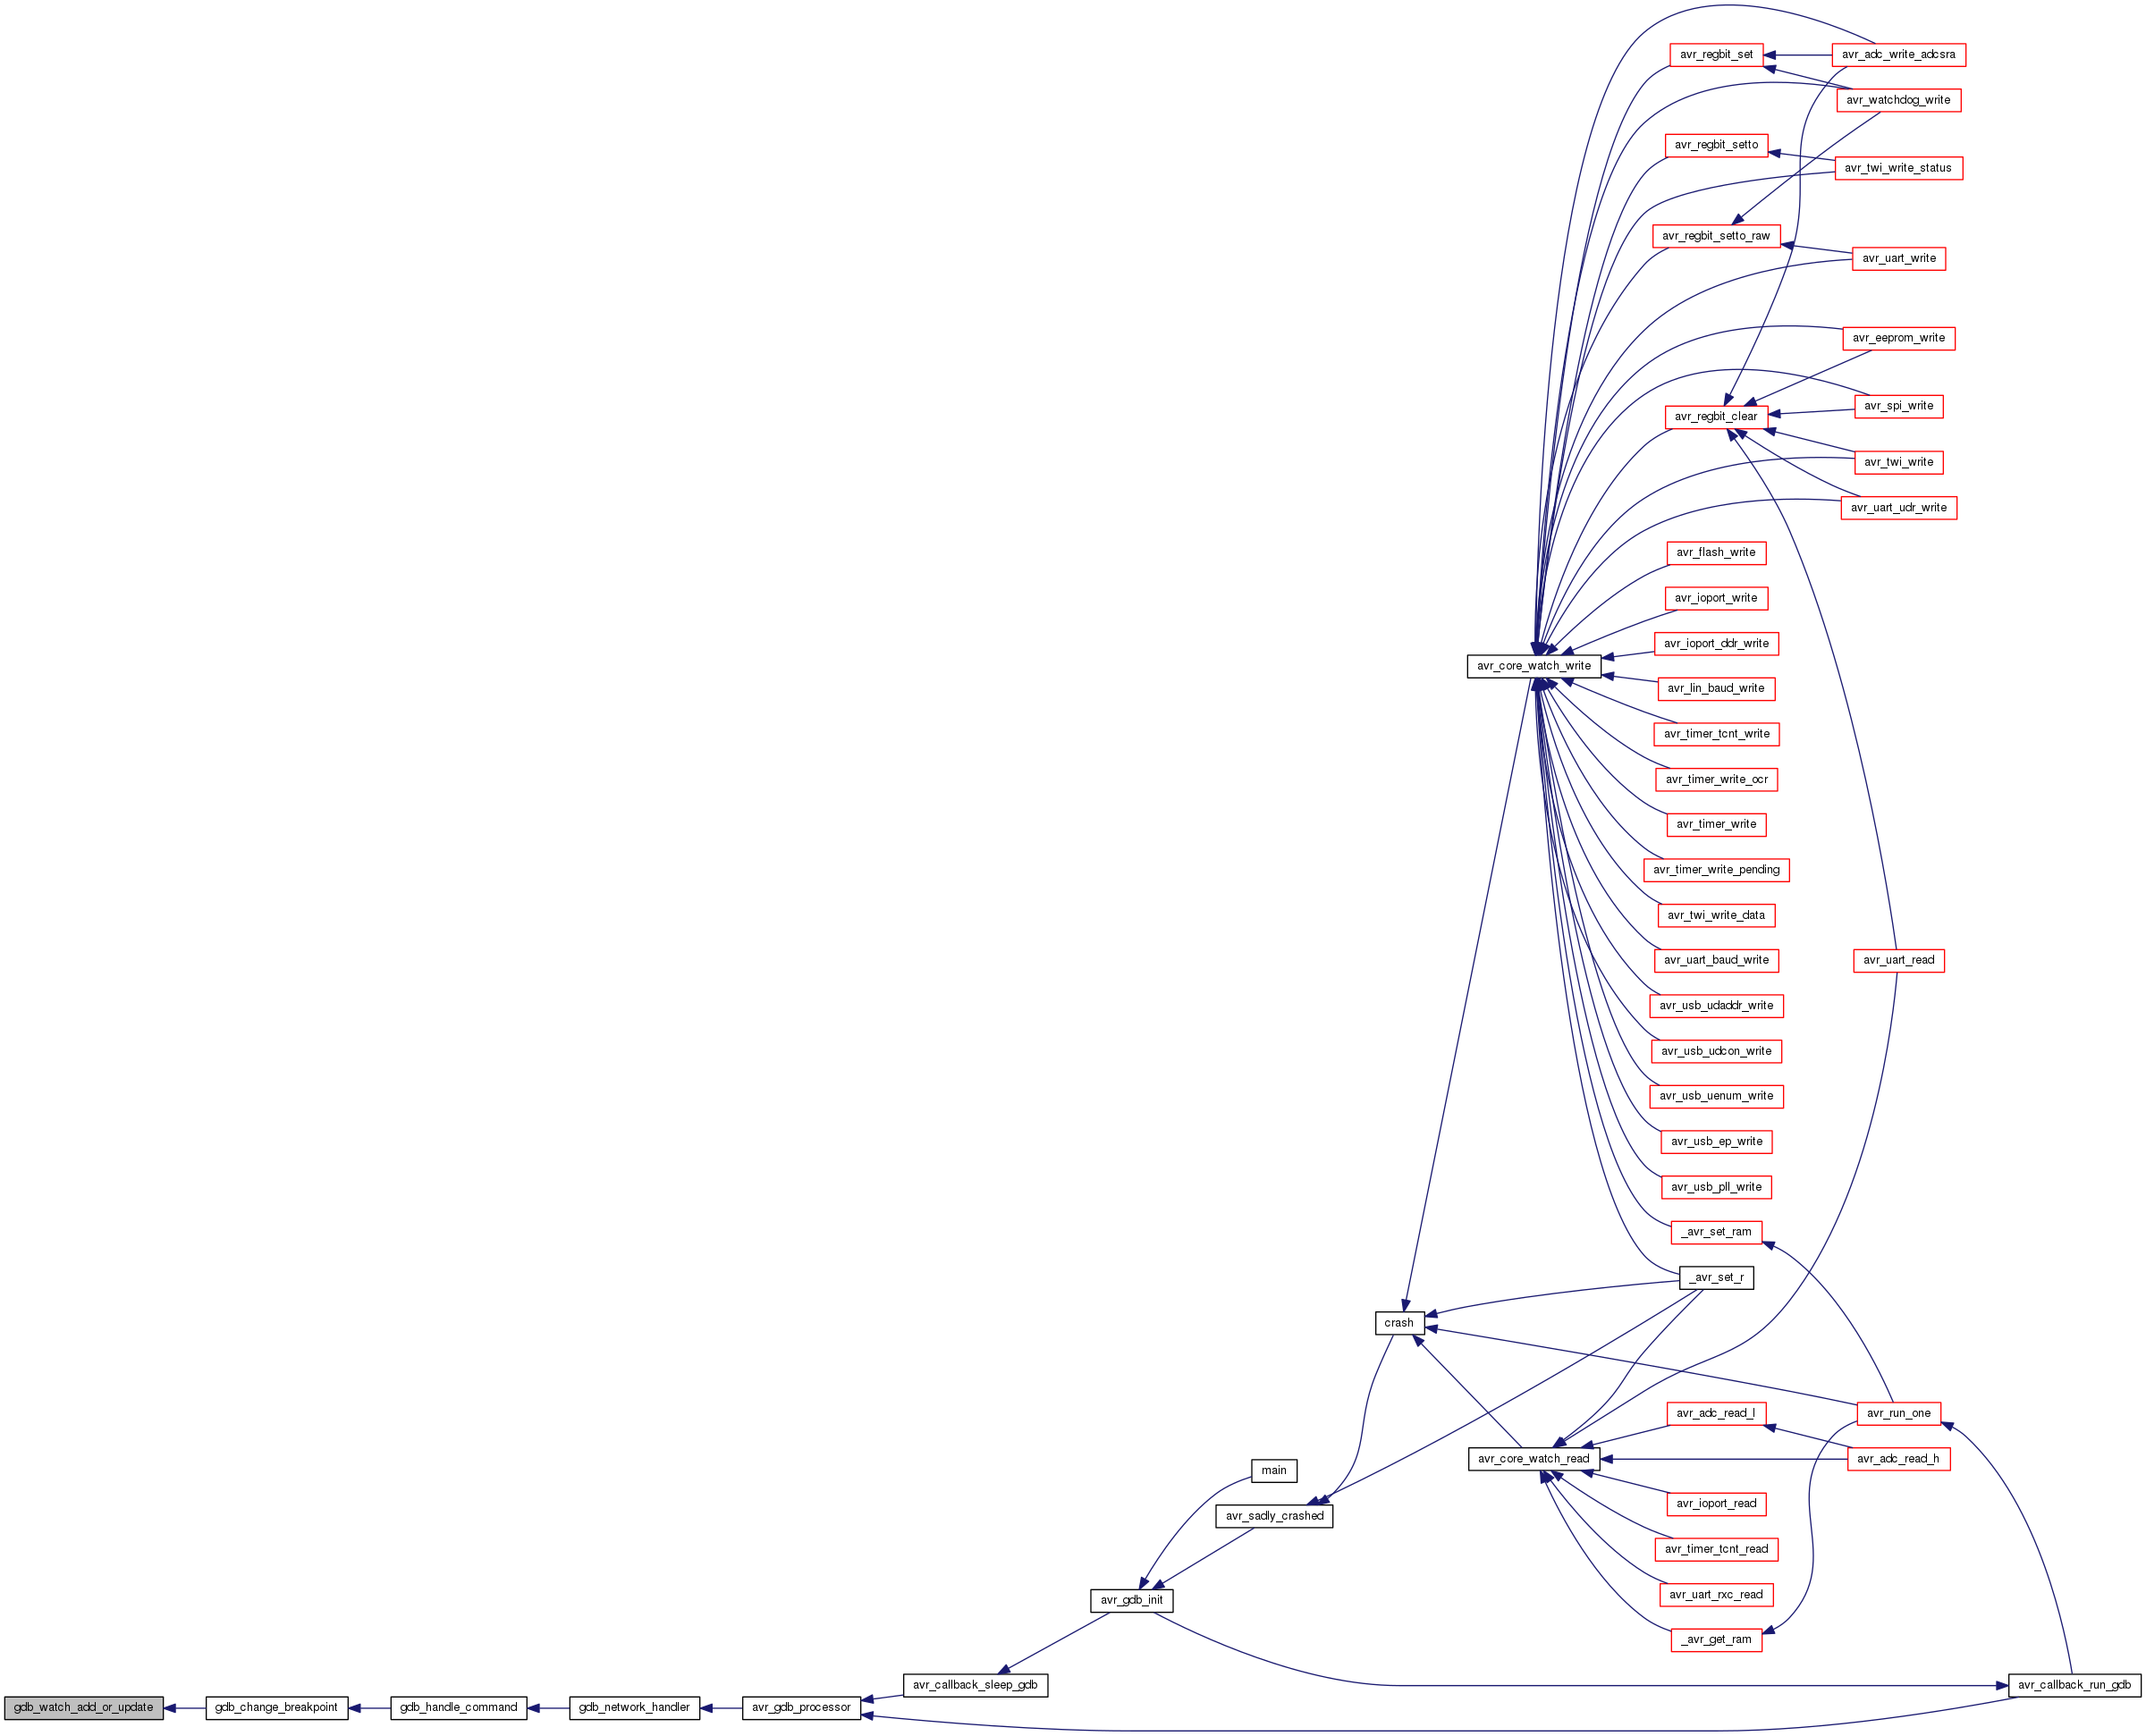 avr_regbit_set
avr_adc_write_adcsra
avr_watchdog_write
avr_regbit_setto
avr_twi_write_status
avr_regbit_setto_raw
avr_uart_write
avr_eeprom_write
avr_spi_write
avr_regbit_clear
avr_twi_write
avr_uart_udr_write
avr_flash_write
avr_ioport_write
avr_ioport_ddr_write
avr_core_watch_write
avr_lin_baud_write
avr_timer_tcnt_write
avr_timer_write_ocr
avr_timer_write
avr_timer_write_pending
avr_twi_write_data
avr_uart_baud_write
avr_uart_read
avr_usb_udaddr_write
avr_usb_udcon_write
avr_usb_uenum_write
avr_usb_ep_write
avr_usb_pll_write
_avr_set_ram
_avr_set_r
crash
avr_adc_read_l
avr_run_one
avr_core_watch_read
avr_adc_read_h
main
avr_ioport_read
avr_sadly_crashed
avr_timer_tcnt_read
avr_uart_rxc_read
avr_gdb_init
_avr_get_ram
avr_callback_sleep_gdb
avr_callback_run_gdb
gdb_watch_add_or_update
gdb_change_breakpoint
gdb_handle_command
gdb_network_handler
avr_gdb_processor